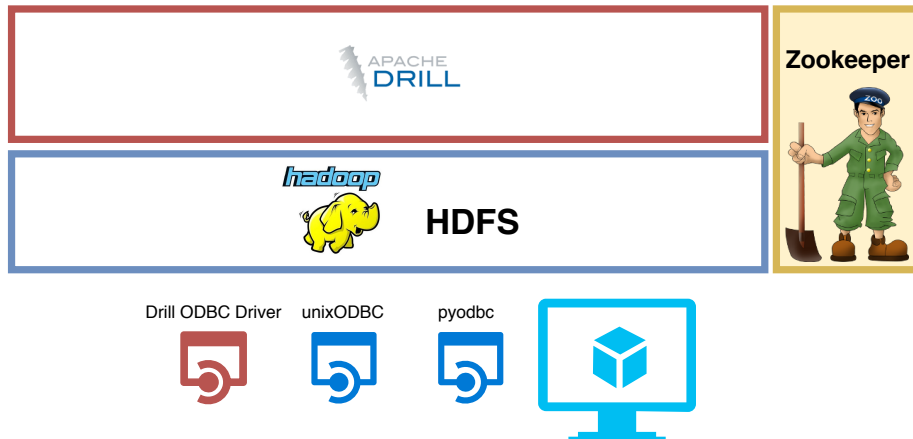 APACHE
DRILL
Zookeeper
ZOO
hadoop
HDFS
Drill ODBC Driver
unixODBC
pyodbc